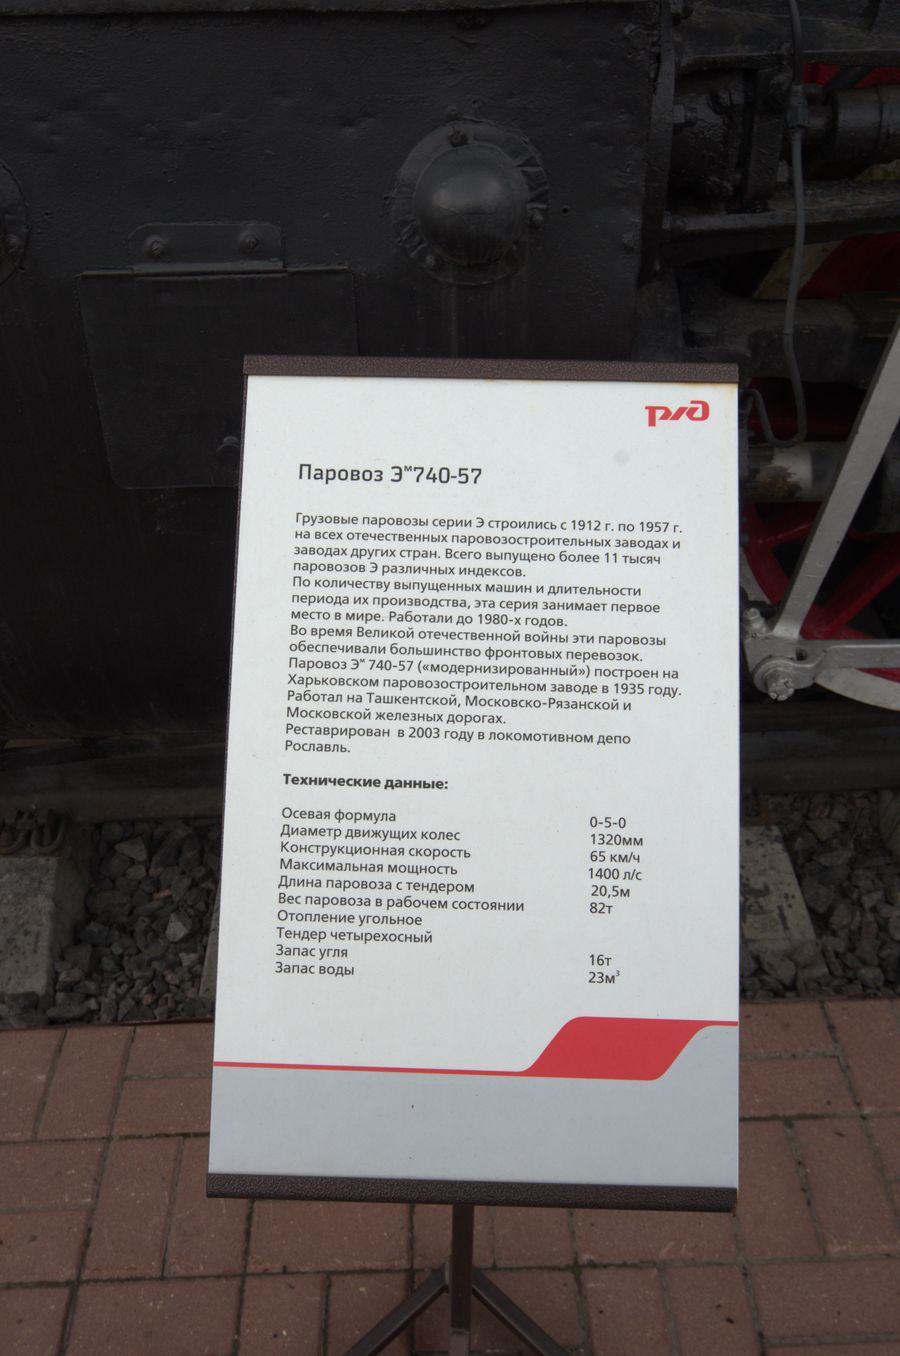 ржд
Паровоз Эᴹ740-57
Грузовые паровозы серии Э строились с 1912 г. по 1957 г.
на всех отечественных паровозостроительных заводах и
заводах других стран. Всего выпущено более 11 тысяч
паровозов Э различных индексов.
По количеству выпущенных машин и длительности
периода их производства, эта серия занимает первое
место в мире. Работали до 1980-х годов.
Во время Великой отечественной войны эти паровозы
обеспечивали большинство фронтовых перевозок.
Паровоз Эᴹ 740-57 («модернизированный») построен на
Харьковском паровозостроительном заводе в 1935 году.
Работал на Ташкентской, Московско-Рязанской и
Московской железных дорогах.
Реставрирован в 2003 году в локомотивном депо
Рославль.
Технические данные:
Осевая формула 0-5-0
Диаметр движущих колес 1320мм
Конструкционная скорость 65 км/ч
Максимальная мощность 1400 л/с
Длина паровоза с тендером 20,5м
Вес паровоза в рабочем состоянии 82т
Отопление угольное
Тендер четырехосный
Запас угля 16т
Запас воды 23м³